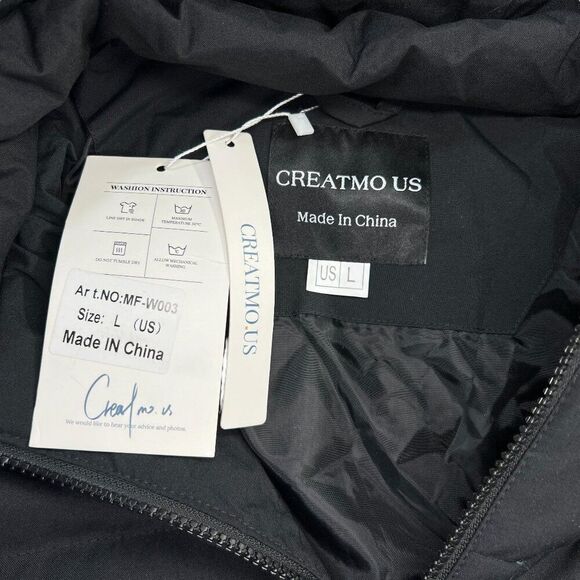 WASHION INSTRUCTION
LINE DRY IN SHADE
MAXIMUM
TEMPERATURE 30°C
DO NOT TUMBLE DRY
ALLOW MECHANICAL
WASHING
Ar t.NO:MF-W003
Size: L (US)
Made IN China
Creatmo.us
We would like to hear your advice and photos.
CREATMO.US
CREATMO US
Made In China
US L